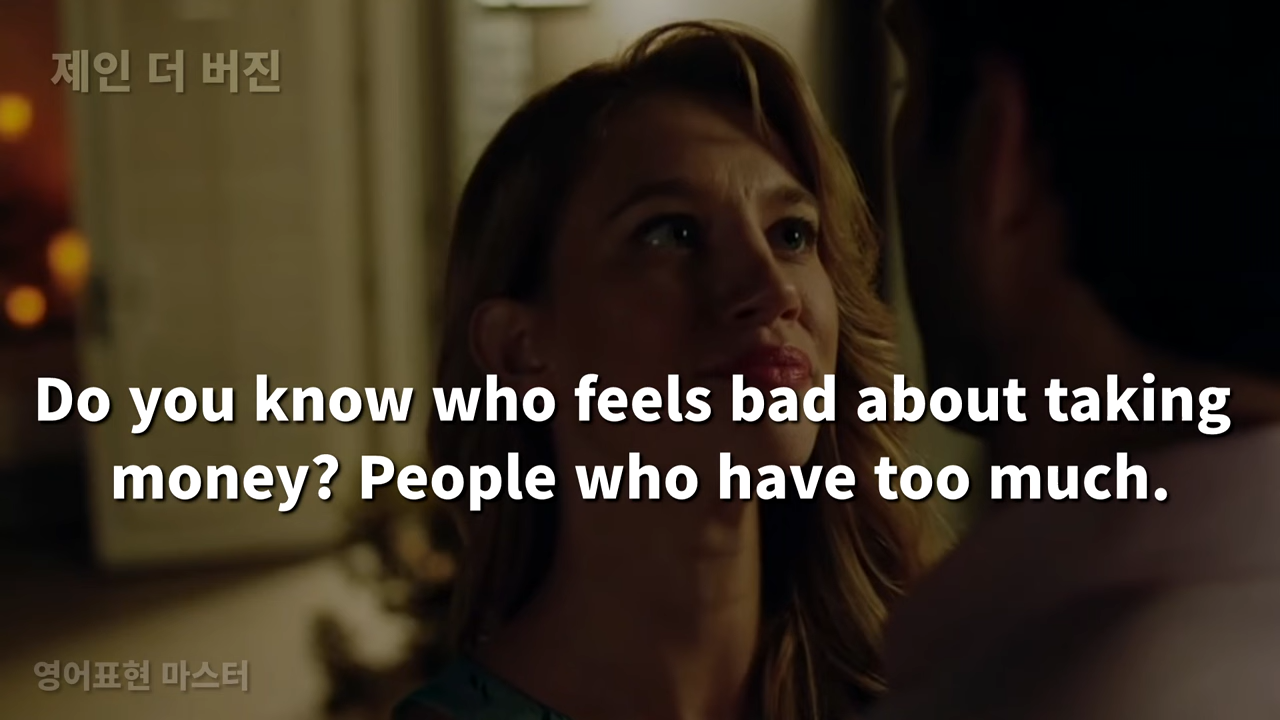 제인 더 버진
Do you know who feels bad about taking
money? People who have too much.
영어표현 마스터